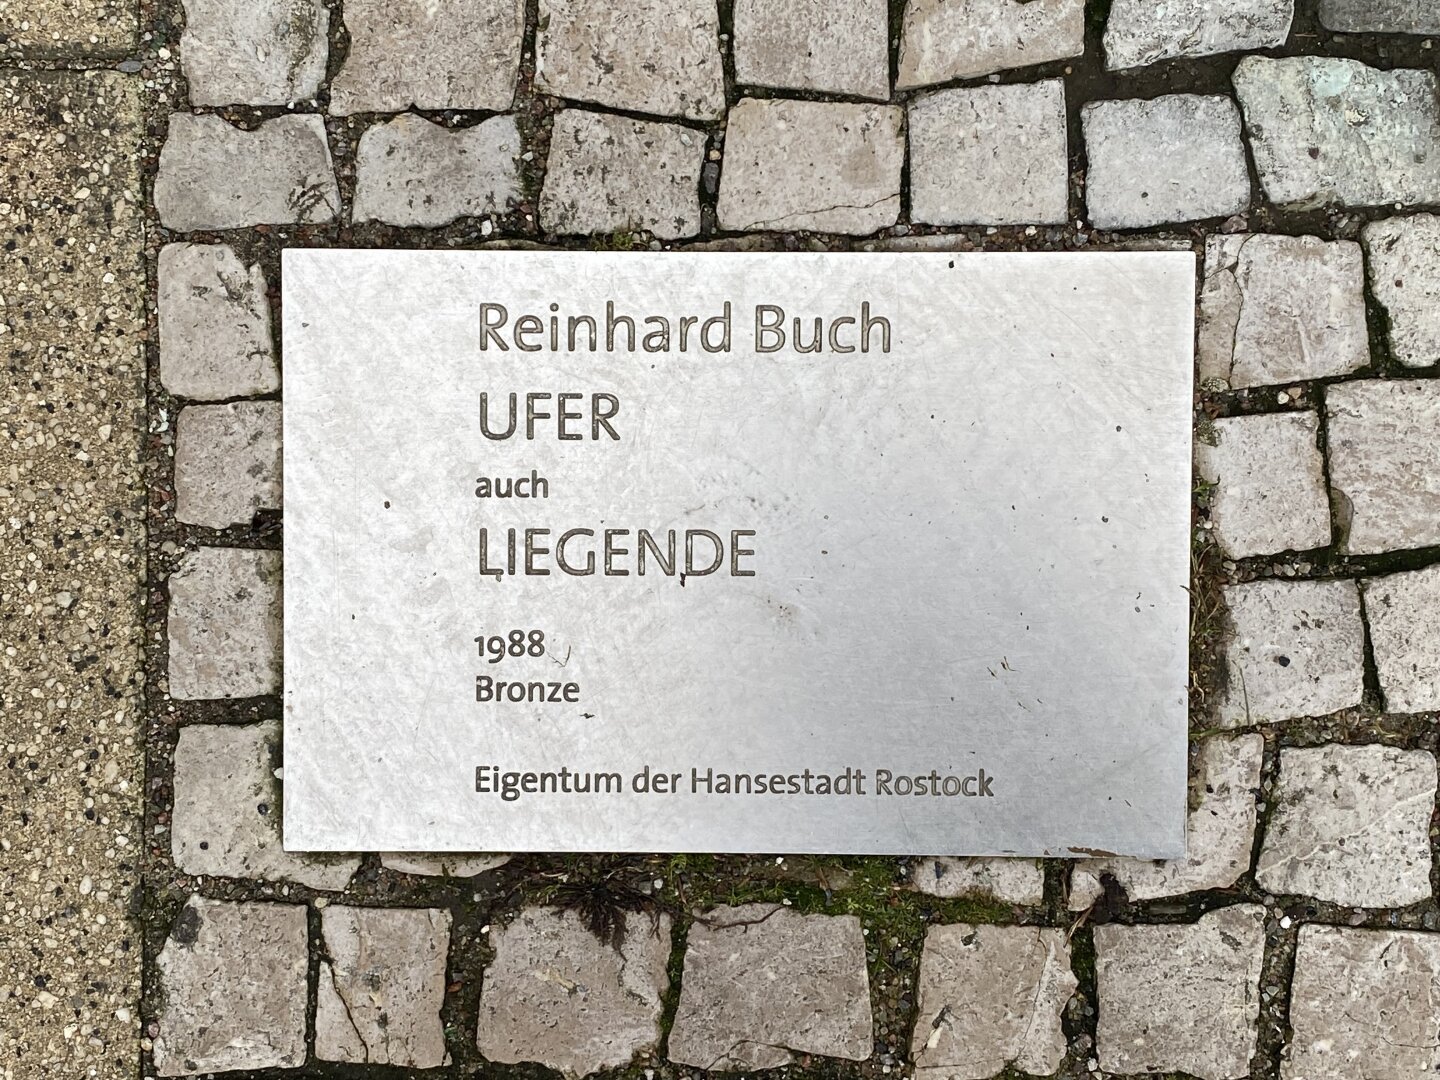 Reinhard Buch
UFER
auch
LIEGENDE
1988
Bronze
Eigentum der Hansestadt Rostock